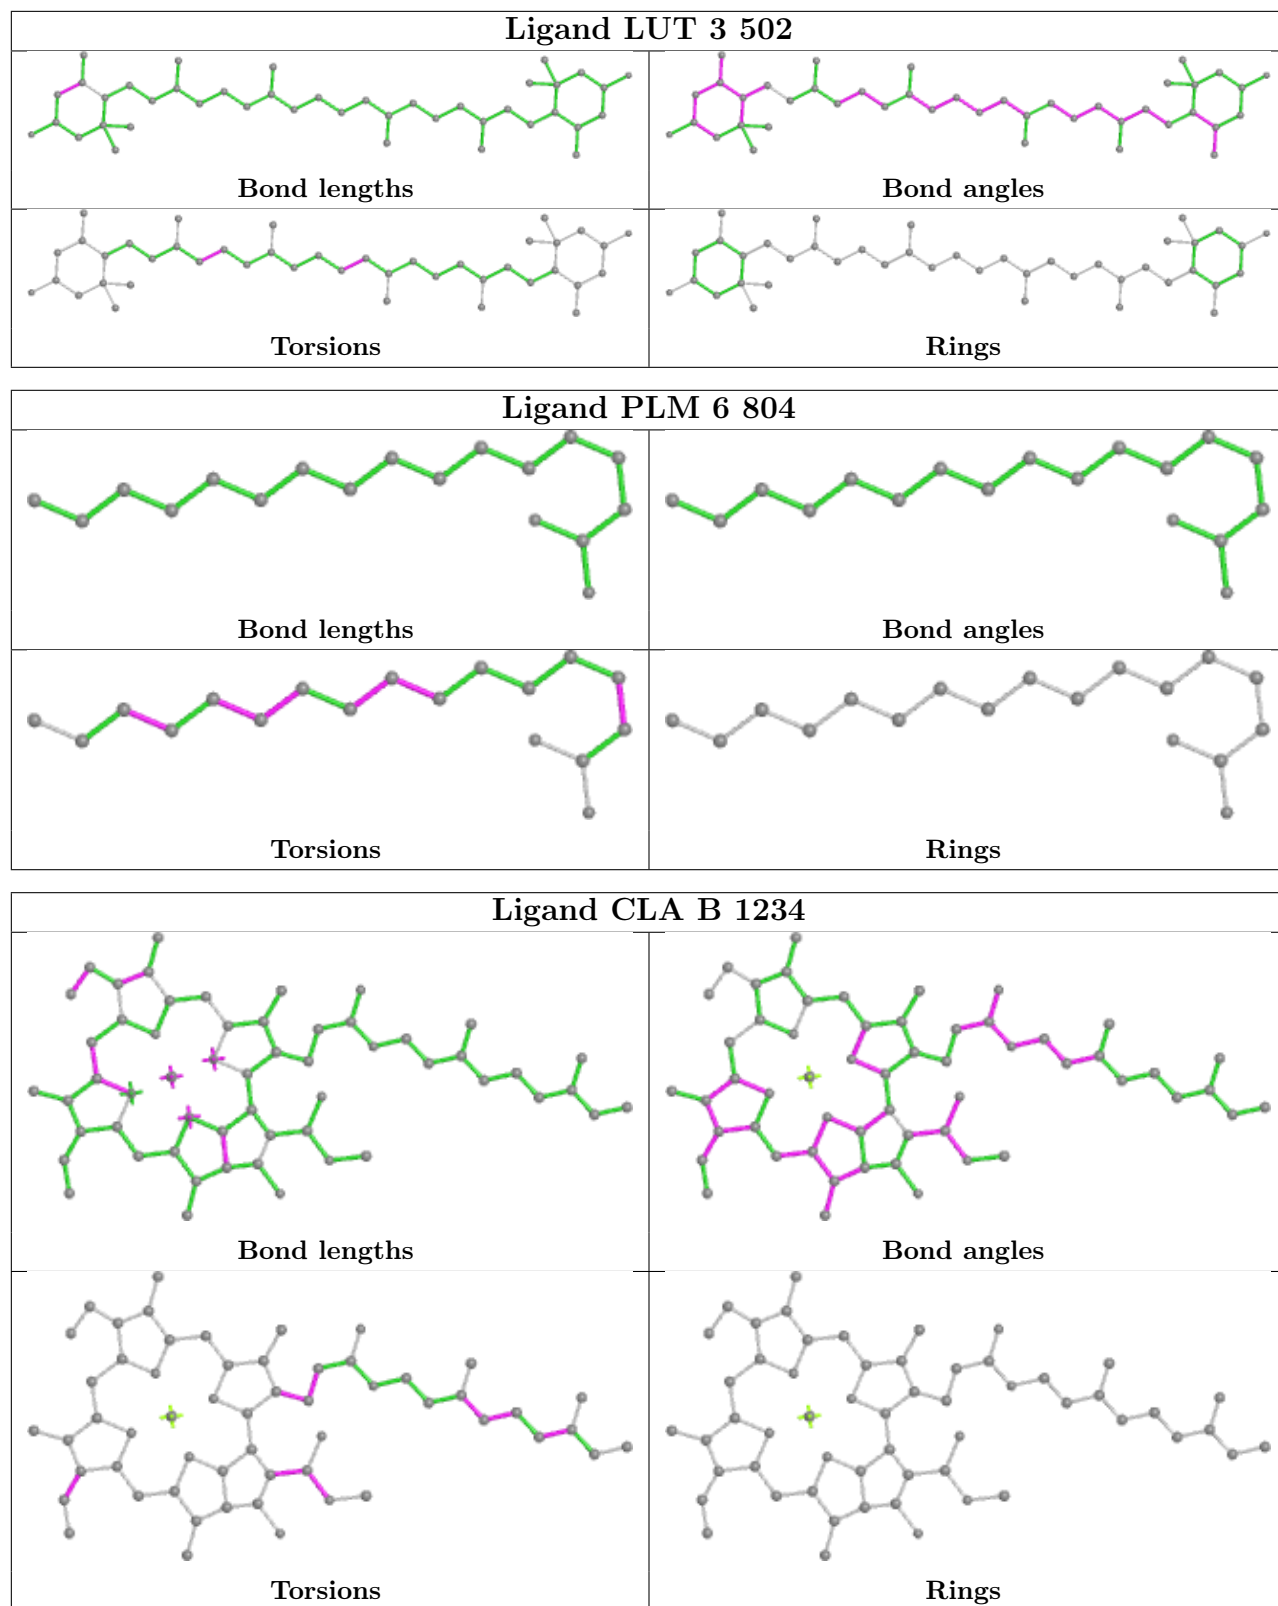 Ligand LUT 3 502
Bond lengths
Bond angles
Torsions
Rings
Ligand PLM 6 804
Bond lengths
Bond angles
Torsions
Rings
Ligand CLA B 1234
Bond lengths
Bond angles
Torsions
Rings